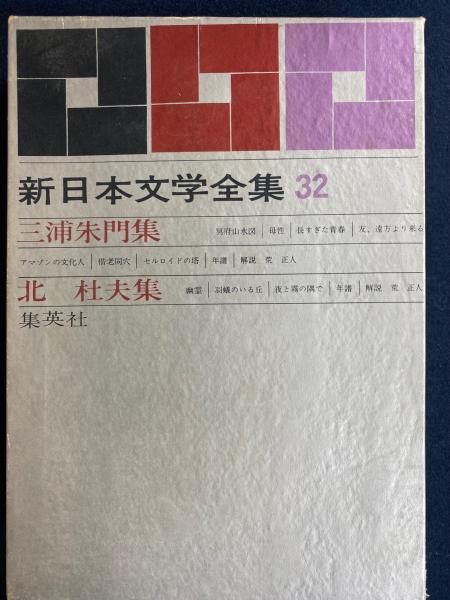 新日本文学全集 32
三浦朱門集 冥府山水図 母性 長すぎた青春 友、遠方より来る
アマゾンの文化人 偕老同穴 セルロイドの塔 年譜 解説 荒 正人
北 杜夫集 幽霊 羽蟻のいる丘 夜と霧の隅で 年譜 解説 荒 正人
集英社